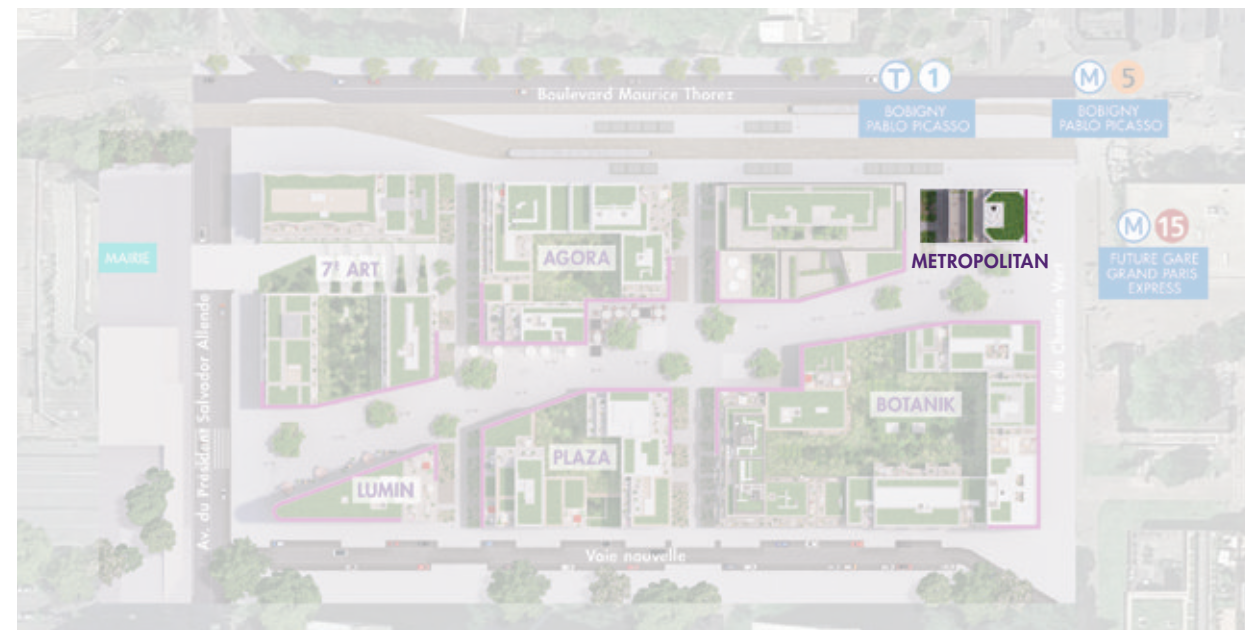 T 1
M 5
Boulevard Maurice Thorez
BOBIGNY
PABLO PICASSO
BOBIGNY
PABLO PICASSO
M 15
MAIRIE
7E ART
AGORA
METROPOLITAN
FUTURE GARE
GRAND PARIS
EXPRESS
Av. du Président Salvador Allende
Rue du Chemin Vert
BOTANIK
PLAZA
LUMIN
Voie nouvelle